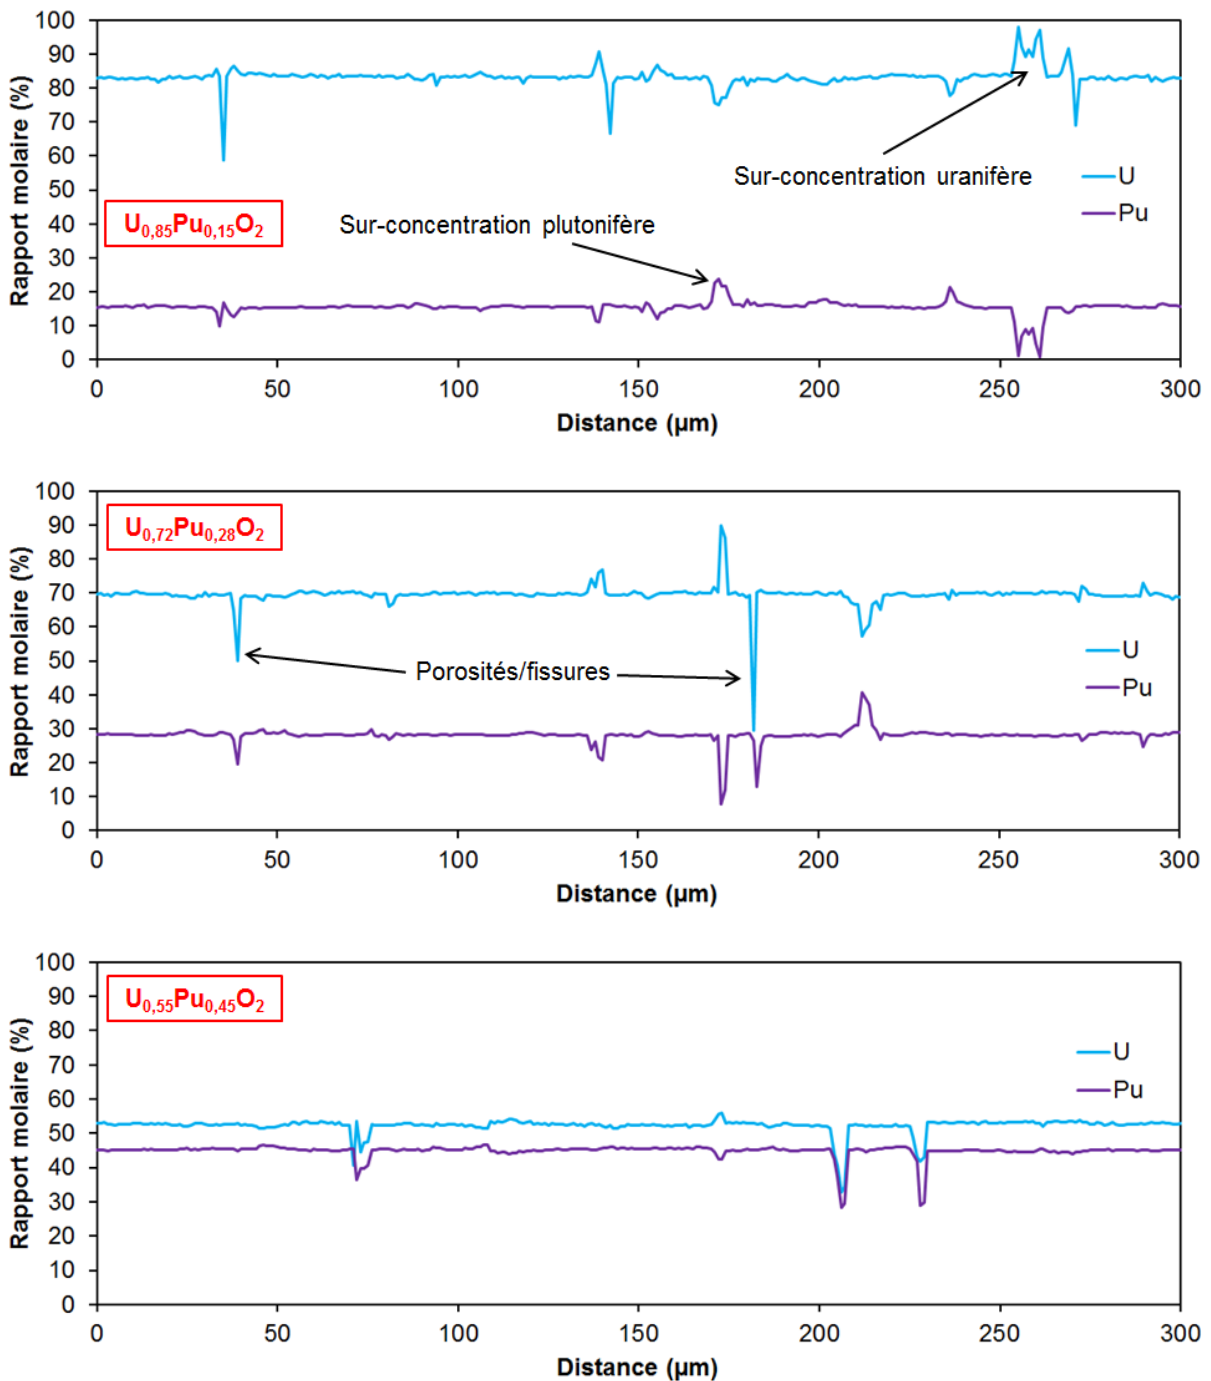 100
90
80
70
60
50
40
30
20
10
0
Rapport molaire (%)
U0,85Pu0,15O2
Sur-concentration plutonifère
Sur-concentration uranifère
U
Pu
0 50 100 150 200 250 300
Distance (µm)
100
90
80
70
60
50
40
30
20
10
0
Rapport molaire (%)
U0,72Pu0,28O2
Porosités/fissures
U
Pu
0 50 100 150 200 250 300
Distance (µm)
100
90
80
70
60
50
40
30
20
10
0
Rapport molaire (%)
U0,55Pu0,45O2
U
Pu
0 50 100 150 200 250 300
Distance (µm)